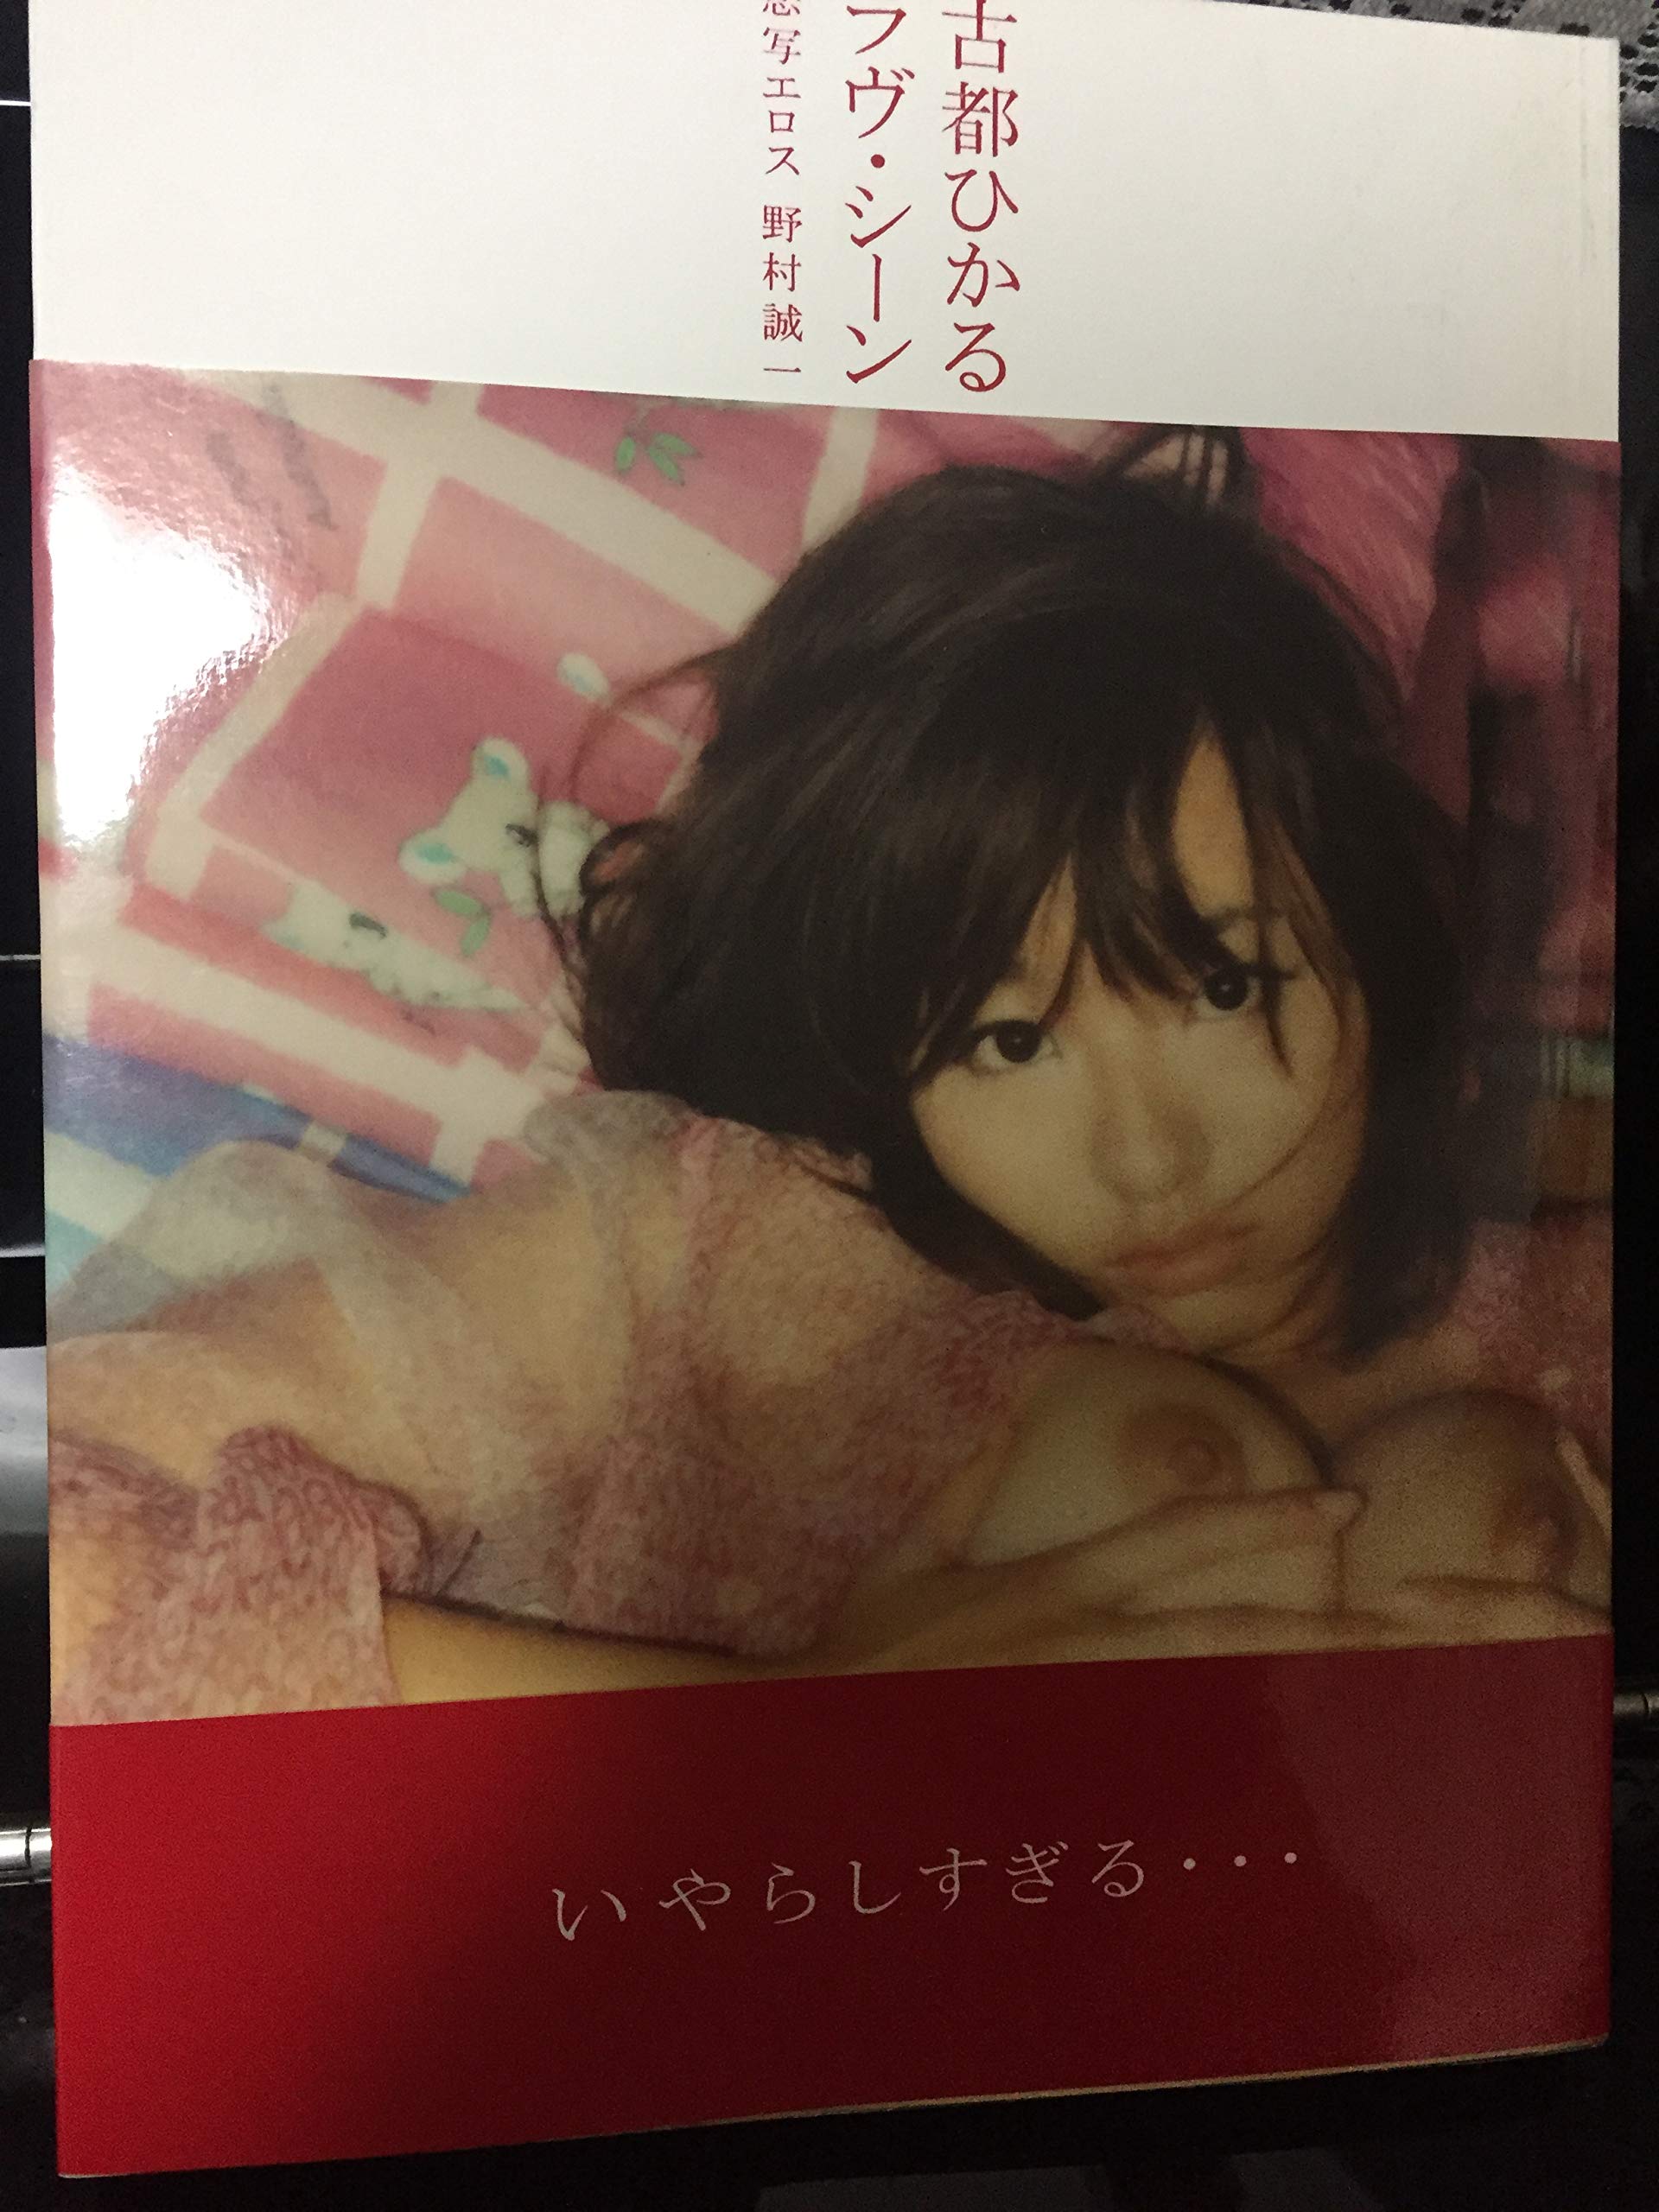 古都ひかる
フヴ・シーン
写エロス 野村誠一
いやらしすぎる・・・